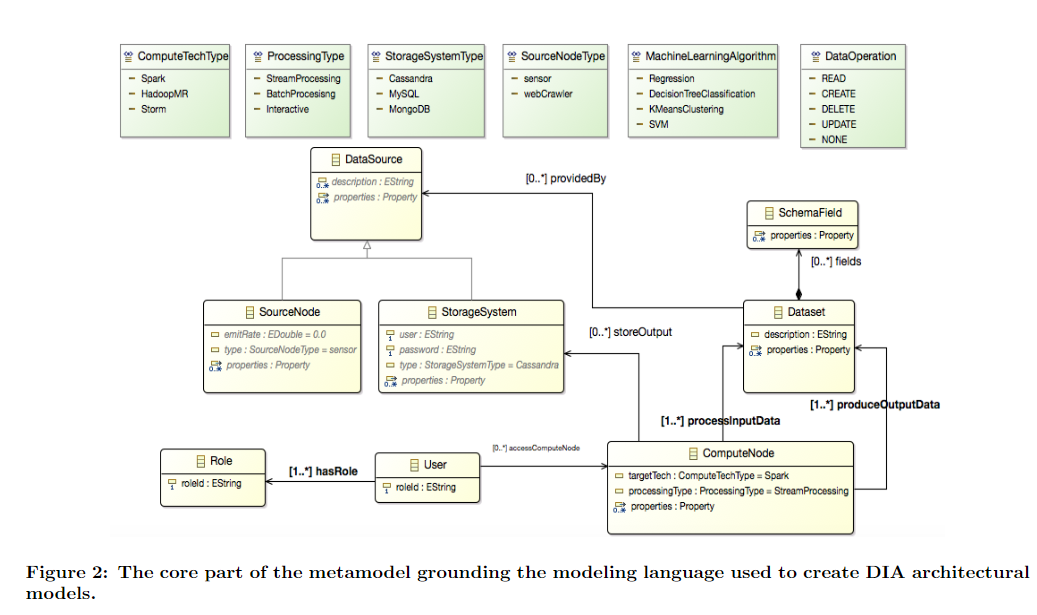 ComputeTechType
Spark
HadoopMR
Storm
ProcessingType
StreamProcessing
BatchProcesisng
Interactive
StorageSystemType
Cassandra
MySQL
MongoDB
SourceNodeType
sensor
webCrawler
MachineLearningAlgorithm
Regression
DecisionTreeClassification
KMeansClustering
SVM
DataOperation
READ
CREATE
DELETE
UPDATE
NONE
DataSource
0..* description : EString
0..* properties : Property
[0..*] providedBy
SchemaField
0..* properties : Property
[0..*] fields
SourceNode
emitRate : EDouble = 0.0
type : SourceNodeType = sensor
0..* properties : Property
StorageSystem
1 user : EString
1 password : EString
type : StorageSystemType = Cassandra
0..* properties : Property
[0..*] storeOutput
Dataset
description : EString
0..* properties : Property
[1..*] produceOutputData
[1..*] processInputData
Role
1 roleId : EString
[1..*] hasRole
User
1 roleId : EString
[0..*] accessComputeNode
ComputeNode
targetTech : ComputeTechType = Spark
processingType : ProcessingType = StreamProcessing
0..* properties : Property
Figure 2: The core part of the metamodel grounding the modeling language used to create DIA architectural
models.